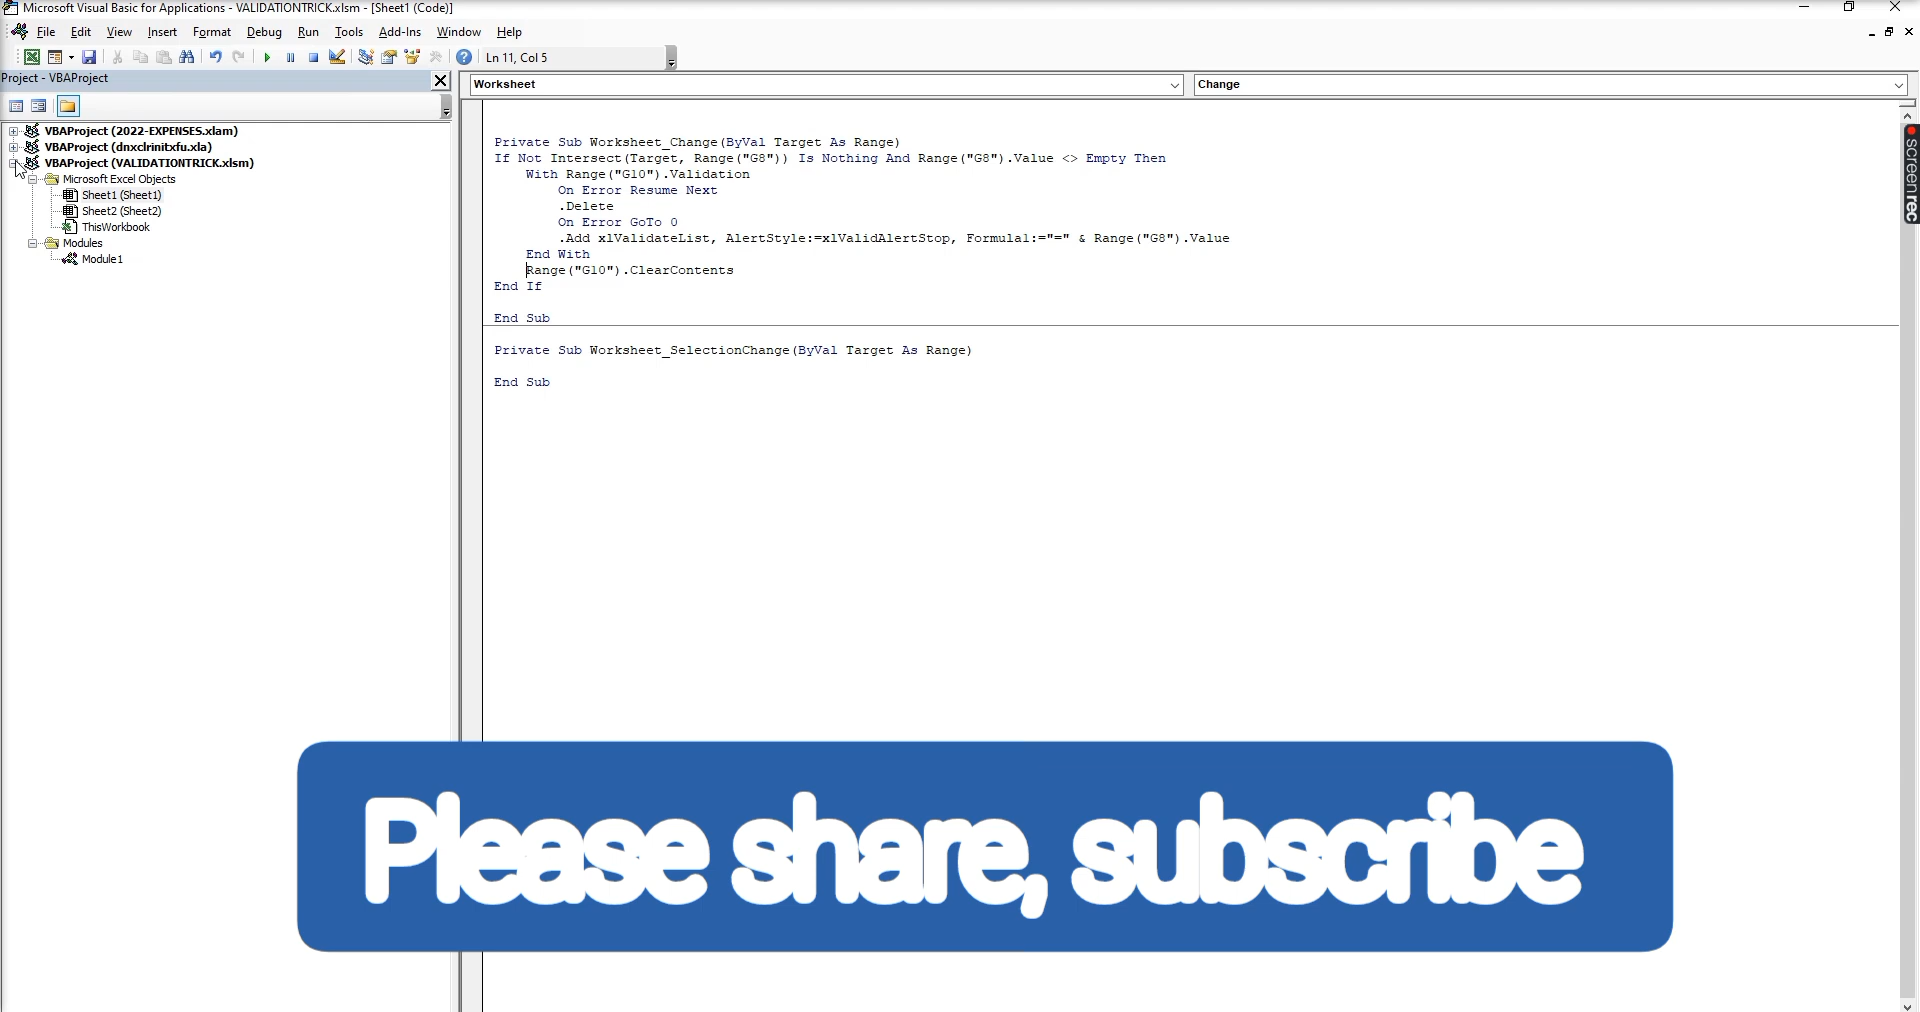 Microsoft Visual Basic for Applications - VALIDATIONTRICK.xlsm - [Sheet1 (Code)]
File Edit View Insert Format Debug Run Tools Add-Ins Window Help
Ln 11, Col 5
Project - VBAProject
Worksheet
Change
VBAProject (2022-EXPENSES.xlam)
VBAProject (dnxclrinitxfu.xla)
VBAProject (VALIDATIONTRICK.xlsm)
Microsoft Excel Objects
Sheet1 (Sheet1)
Sheet2 (Sheet2)
ThisWorkbook
Modules
Module1
Private Sub Worksheet_Change(ByVal Target As Range)
If Not Intersect(Target, Range("G8")) Is Nothing And Range("G8").Value <> Empty Then
With Range("G10").Validation
On Error Resume Next
.Delete
On Error GoTo 0
.Add xlValidateList, AlertStyle:=xlValidAlertStop, Formula1:="=" & Range("G8").Value
End With
Range("G10").ClearContents
End If
End Sub
Private Sub Worksheet_SelectionChange(ByVal Target As Range)
End Sub
screenrec
Please share, subscribe